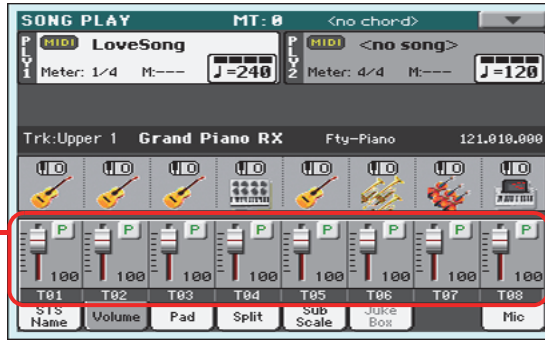 SONG PLAY MT:0 <no chord>
PLY1 MIDI LoveSong
Meter: 1/4 M:--- ♩=240
PLY2 MIDI <no song>
Meter: 4/4 M:--- ♩=120
Trk:Upper 1 Grand Piano RX Fty-Piano 121.010.000
P P P P P P P P
100 100 100 100 100 100 100 100
T01 T02 T03 T04 T05 T06 T07 T08
STS Name Volume Pad Split Sub Scale Juke Box Mic